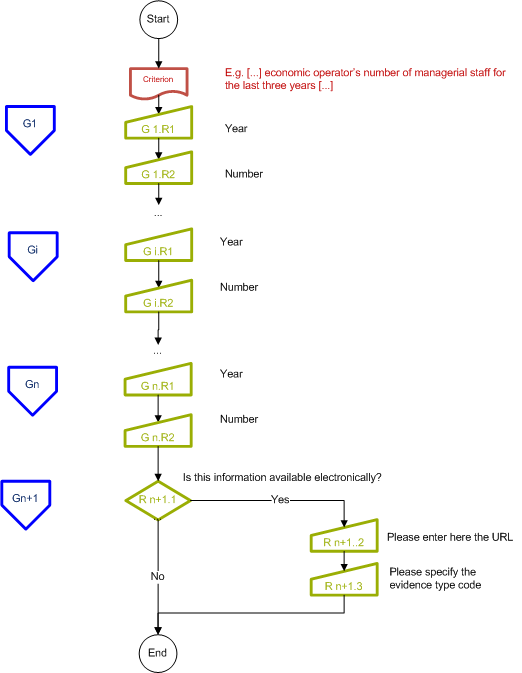 Start
Criterion
E.g. [...] economic operator's number of managerial staff for
the last three years [...]
G1
G 1.R1
Year
G 1.R2
Number
...
Gi
G i.R1
Year
G i.R2
Number
...
Gn
G n.R1
Year
G n.R2
Number
Is this information available electronically?
Gn+1
R n+1.1
Yes
R n+1..2
Please enter here the URL
No
R n+1.3
Please specify the
evidence type code
End